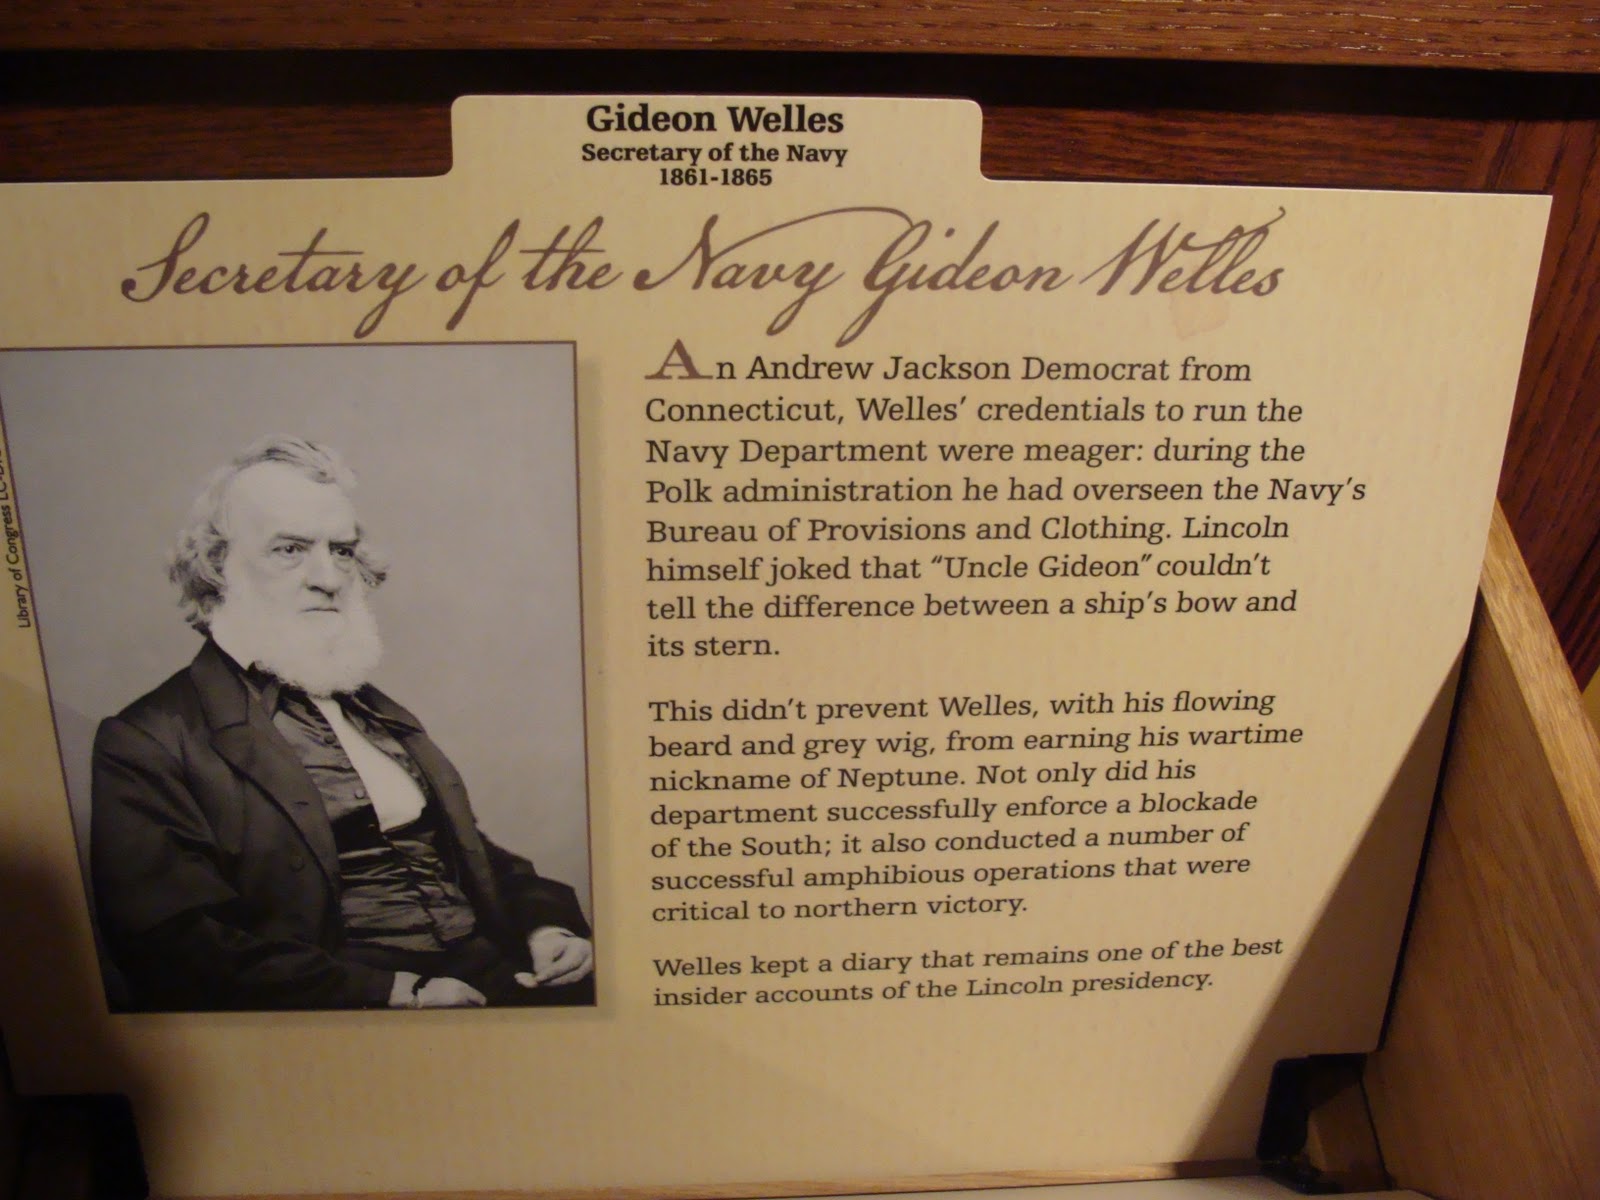 Gideon Welles
Secretary of the Navy
1861-1865
Secretary of the Navy Gideon Welles
An Andrew Jackson Democrat from
Connecticut, Welles' credentials to run the
Navy Department were meager: during the
Polk administration he had overseen the Navy's
Bureau of Provisions and Clothing. Lincoln
himself joked that “Uncle Gideon” couldn't
tell the difference between a ship's bow and
its stern.
This didn't prevent Welles, with his flowing
beard and grey wig, from earning his wartime
nickname of Neptune. Not only did his
department successfully enforce a blockade
of the South; it also conducted a number of
successful amphibious operations that were
critical to northern victory.
Welles kept a diary that remains one of the best
insider accounts of the Lincoln presidency.
Library of Congress